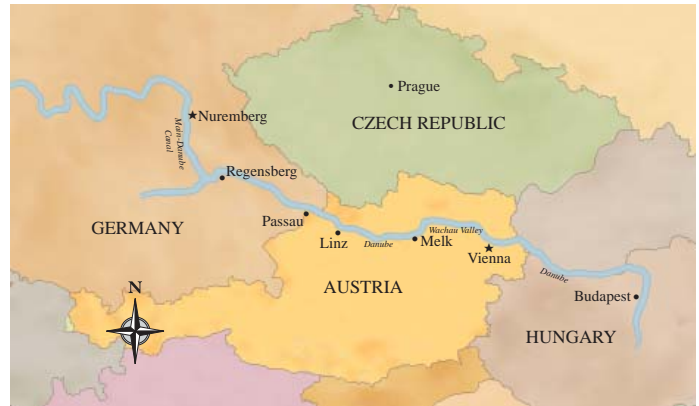 Prague
Nuremberg
CZECH REPUBLIC
Main-Danube
Canal
Regensberg
Passau
GERMANY
Linz
Danube
Melk
Wachau Valley
Vienna
Danube
AUSTRIA
N
Budapest
HUNGARY